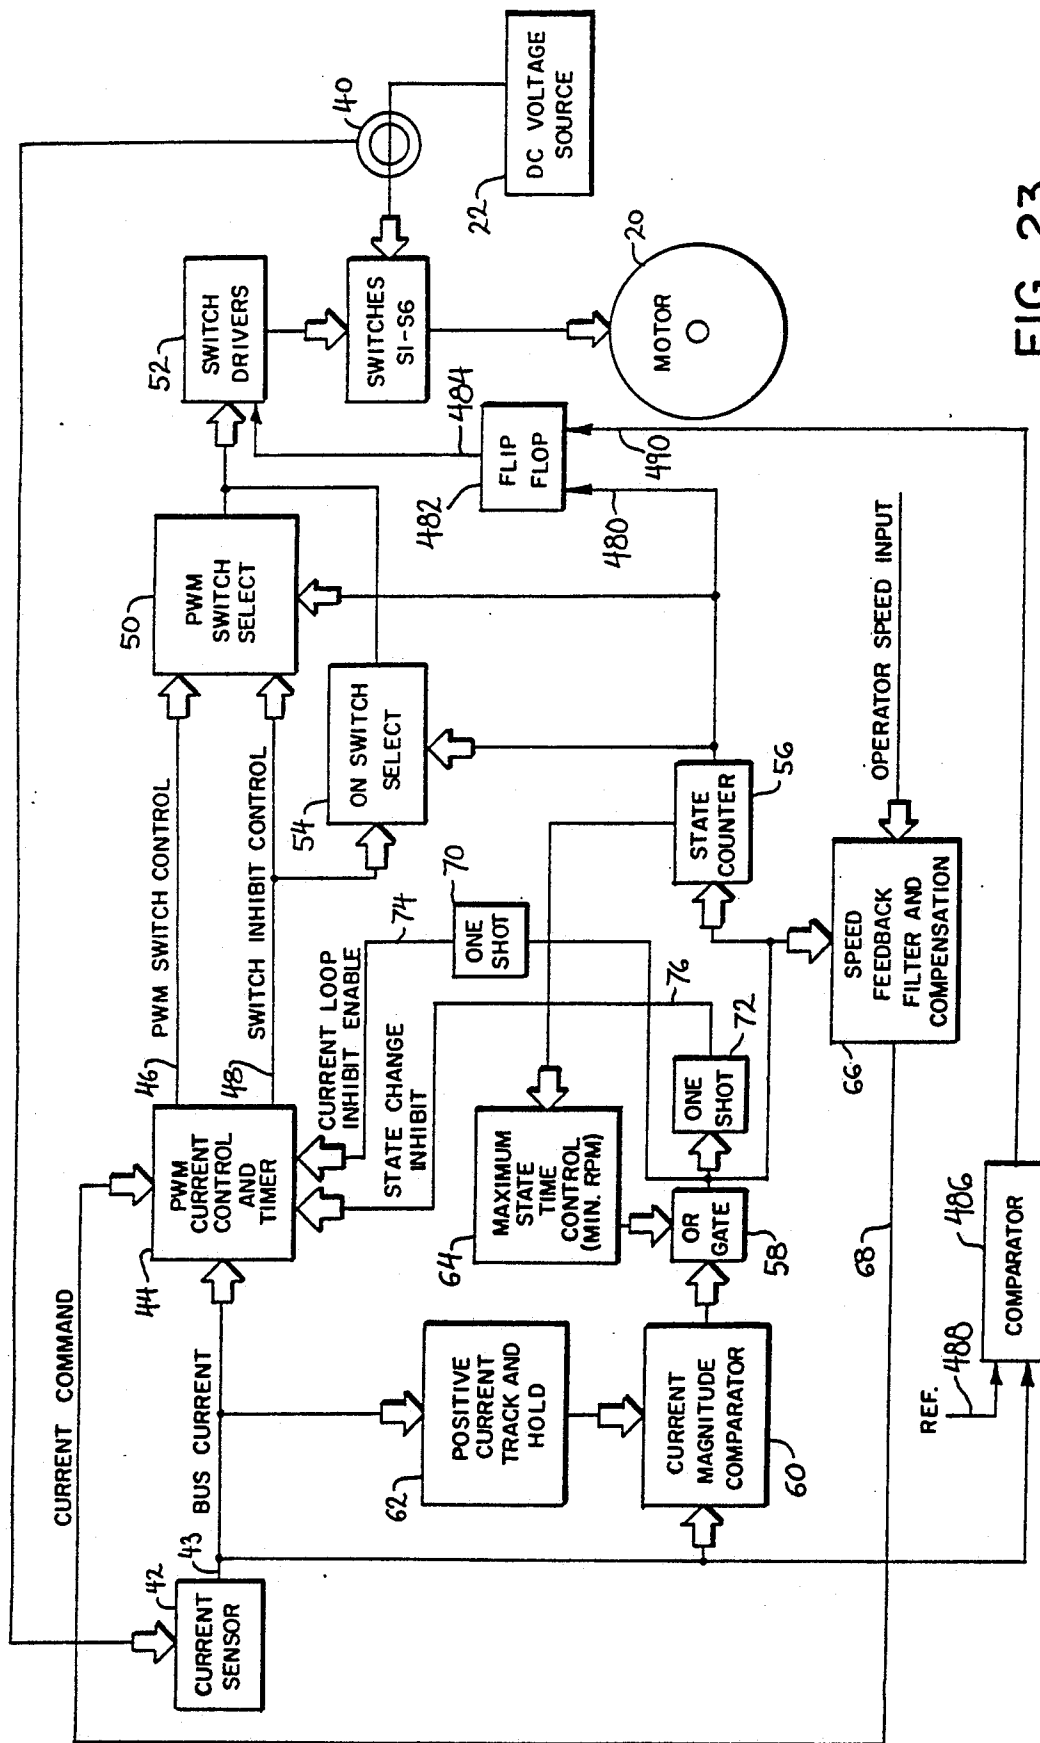 CURRENT COMMAND
42
CURRENT
SENSOR
43
BUS CURRENT
44
PWM
CURRENT
CONTROL
AND
TIMER
46
PWM SWITCH CONTROL
48
SWITCH INHIBIT CONTROL
50
PWM
SWITCH
SELECT
52
SWITCH
DRIVERS
CURRENT LOOP
INHIBIT ENABLE
74
STATE CHANGE
INHIBIT
76
54
ON SWITCH
SELECT
SWITCHES
S1-S6
40
62
POSITIVE
CURRENT
TRACK AND
HOLD
64
MAXIMUM
STATE
TIME
CONTROL
(MIN. RPM)
70
ONE
SHOT
484
482
FLIP
FLOP
22
DC VOLTAGE
SOURCE
CURRENT
MAGNITUDE
COMPARATOR
60
OR
GATE
58
ONE
SHOT
72
STATE
COUNTER
56
480
490
MOTOR
20
68
66
SPEED
FEEDBACK
FILTER AND
COMPENSATION
OPERATOR SPEED INPUT
REF.
488
COMPARATOR
486
FIG. 23